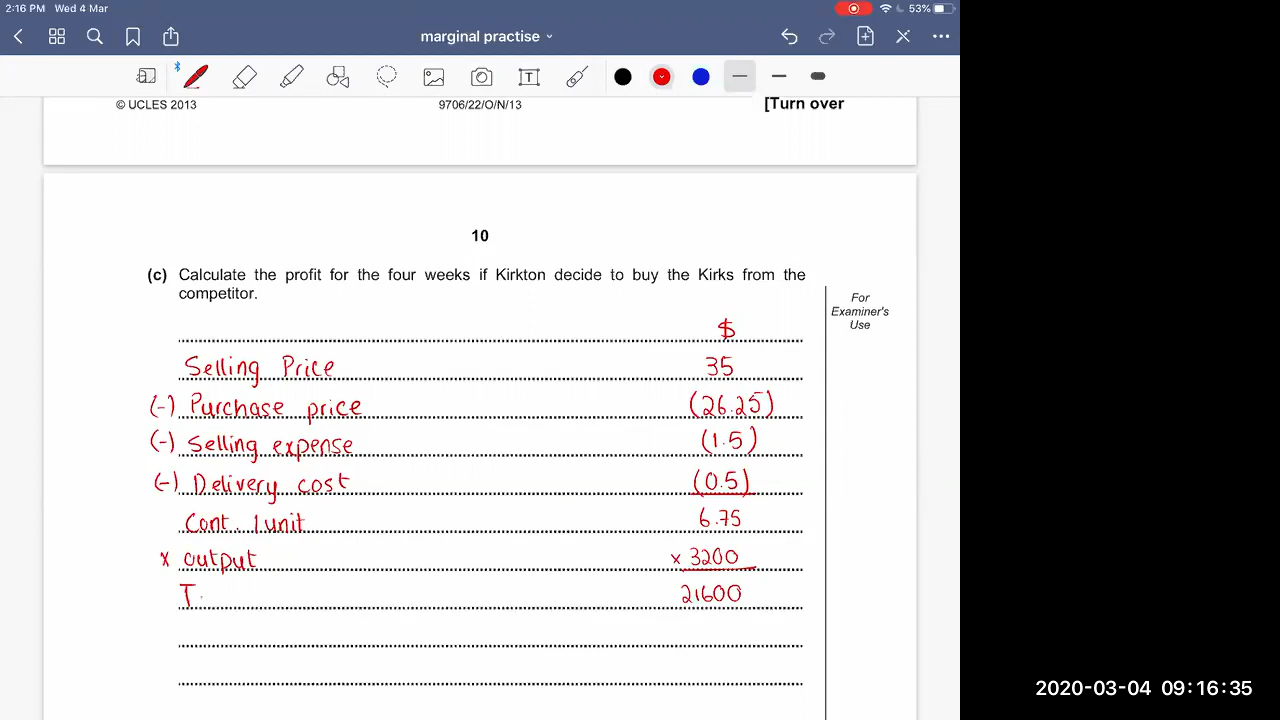 2:16 PM Wed 4 Mar
53%
marginal practise
T
© UCLES 2013
9706/22/O/N/13
[Turn over
10
(c) Calculate the profit for the four weeks if Kirkton decide to buy the Kirks from the
competitor.
For
Examiner's
Use
$
Selling Price 35
(-) Purchase price (26.25)
(-) Selling expense (1.5)
(-) Delivery cost (0.5)
Cont. / unit 6.75
x output x 3200
T. 21600
2020-03-04 09:16:35